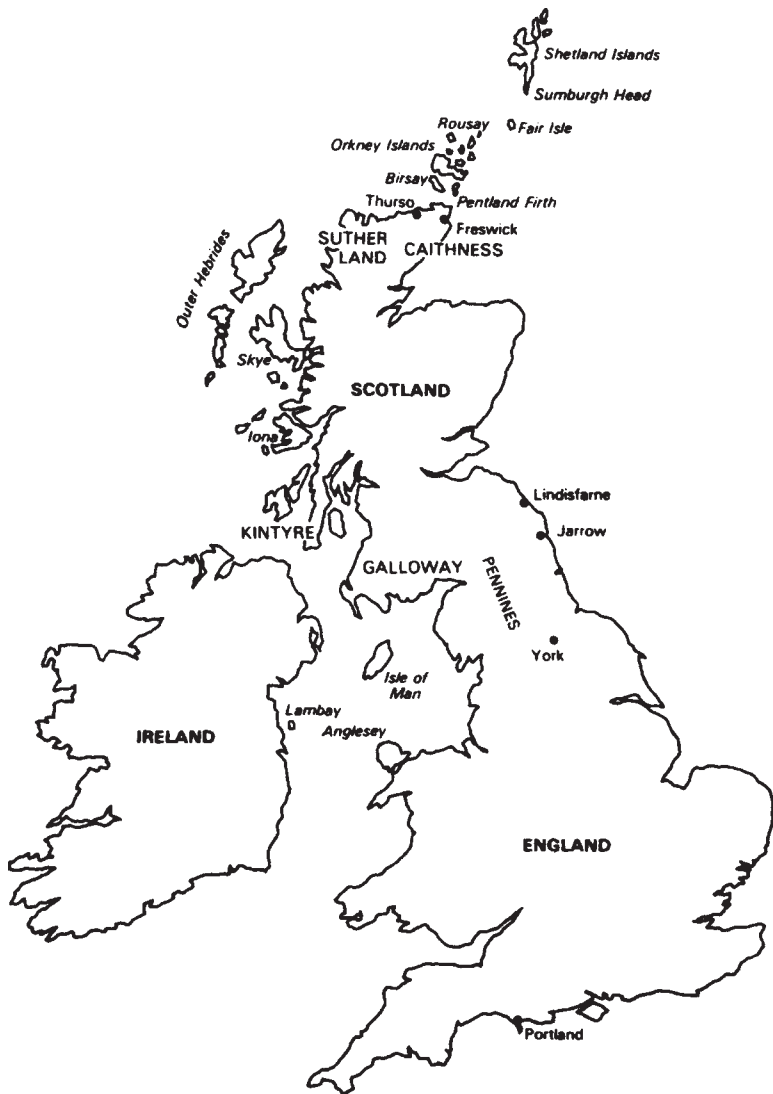 Shetland Islands
Sumburgh Head
Rousay
Fair Isle
Orkney Islands
Birsay
Thurso
Pentland Firth
Freswick
SUTHER
LAND
CAITHNESS
Outer Hebrides
Skye
SCOTLAND
Iona
Lindisfarne
KINTYRE
Jarrow
GALLOWAY
PENNINES
York
Isle of
Man
Lambay
Anglesey
IRELAND
ENGLAND
Portland